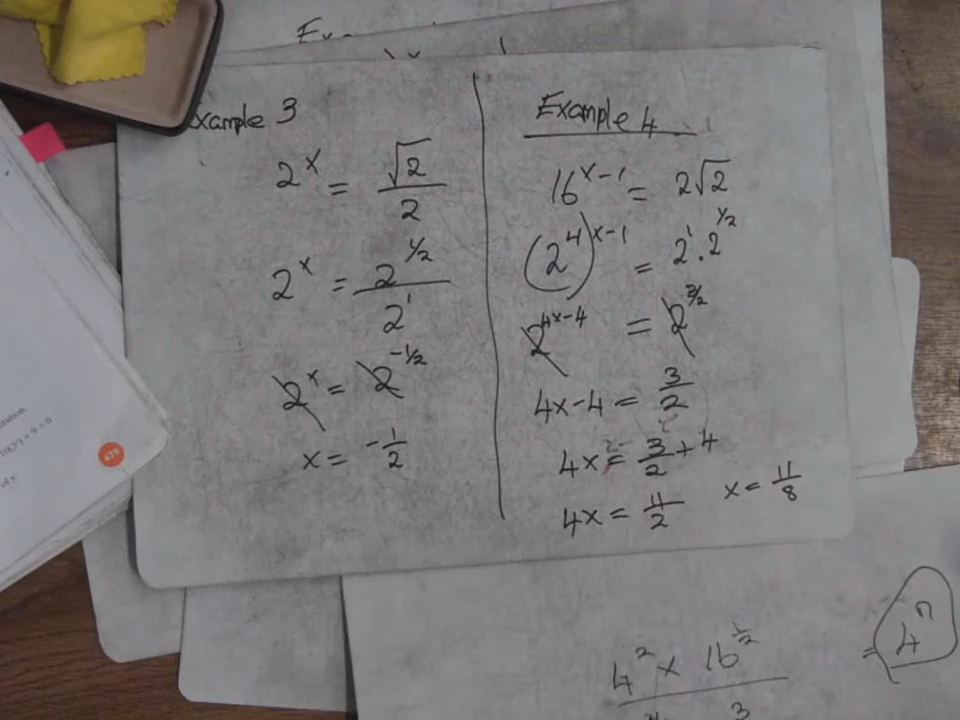 Example 3
2^x = √2/2
2^x = 2^(1/2)/2^1
2^x = 2^(-1/2)
x = -1/2
Example 4
16^(x-1) = 2√2
(2^4)^(x-1) = 2^1 . 2^(1/2)
2^(4x-4) = 2^(3/2)
4x-4 = 3/2
4x = 3/2 + 4
4x = 11/2  x = 11/8
479
4^2 x 16^(1/2)
= 4^n